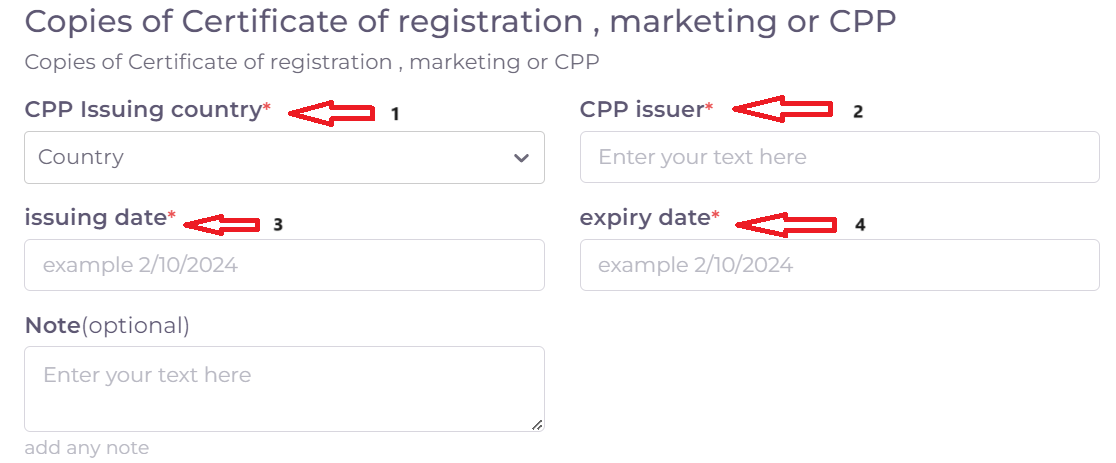 Copies of Certificate of registration , marketing or CPP
Copies of Certificate of registration , marketing or CPP
CPP Issuing country* 1
CPP issuer* 2
Country
Enter your text here
issuing date* 3
expiry date* 4
example 2/10/2024
example 2/10/2024
Note(optional)
Enter your text here
add any note